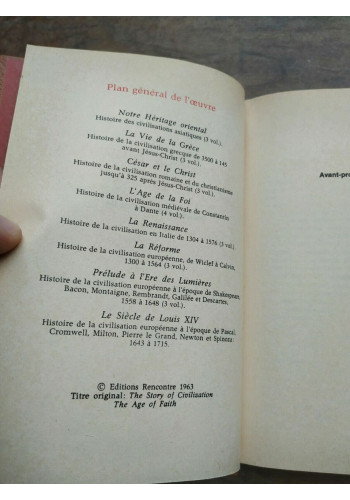 Plan général de l'œuvre
Notre Héritage oriental
Histoire des civilisations asiatiques (3 vol.)
La Vie de la Grèce
Histoire de la civilisation grecque de 3500 à 145
avant Jésus-Christ (3 vol.)
César et le Christ
Histoire de la civilisation romaine et du christianisme
jusqu'à 325 après Jésus-Christ (3 vol.)
L'Age de la Foi
Histoire de la civilisation médiévale de Constantin
à Dante (4 vol.)
La Renaissance
Histoire de la civilisation en Italie de 1304 à 1576 (3 vol.)
La Réforme
Histoire de la civilisation européenne, de Wiclef à Calvin,
1300 à 1564 (3 vol.)
Prélude à l'Ere des Lumières
Histoire de la civilisation européenne à l'époque de Shakespeare,
Bacon, Montaigne, Rembrandt, Galilée et Descartes,
1558 à 1648 (3 vol.)
Le Siècle de Louis XIV
Histoire de la civilisation européenne à l'époque de Pascal,
Cromwell, Milton, Pierre le Grand, Newton et Spinoza:
1643 à 1715.
© Editions Rencontre 1963
Titre original: The Story of Civilisation
The Age of Faith
Avant-pro